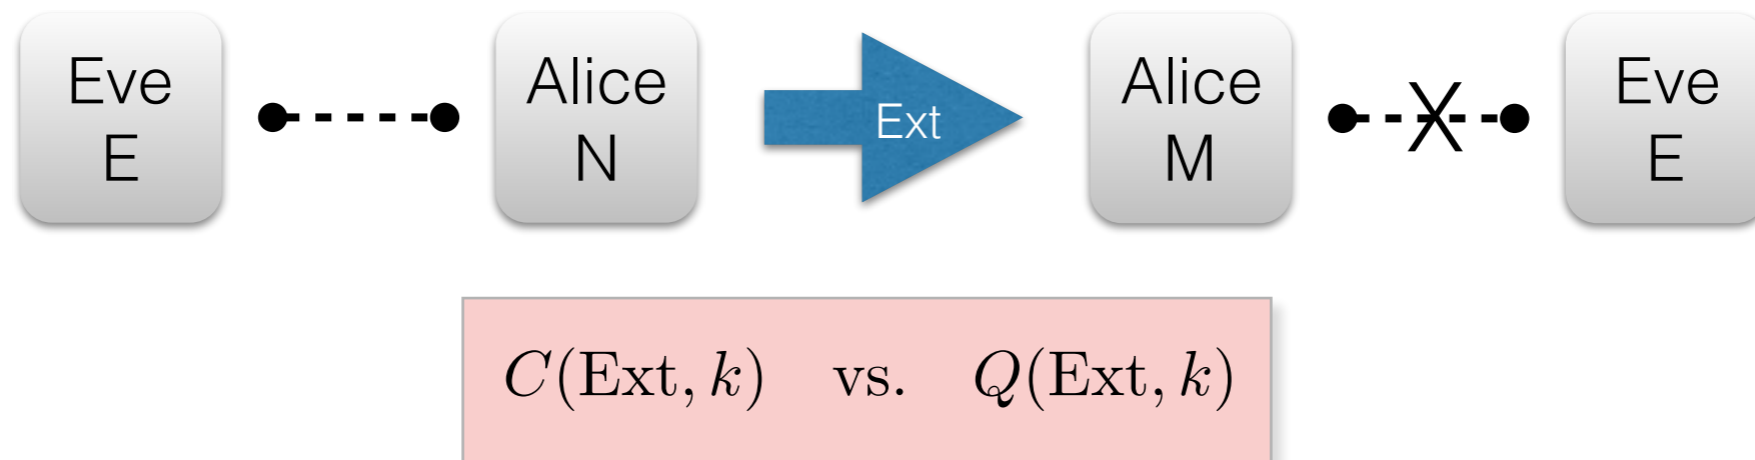 Eve
E
Alice
N
Ext
Alice
M
X
Eve
E
C(Ext, k) vs. Q(Ext, k)